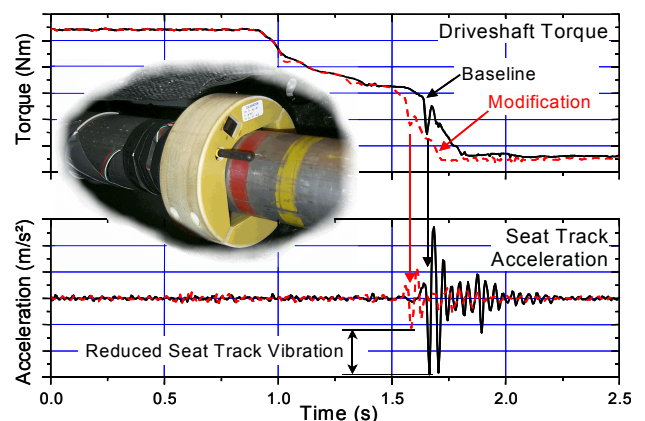 Driveshaft Torque
Torque (Nm)
Baseline
Modification
Seat Track
Acceleration
Acceleration (m/s²)
Reduced Seat Track Vibration
0.0 0.5 1.0 1.5 2.0 2.5
Time (s)